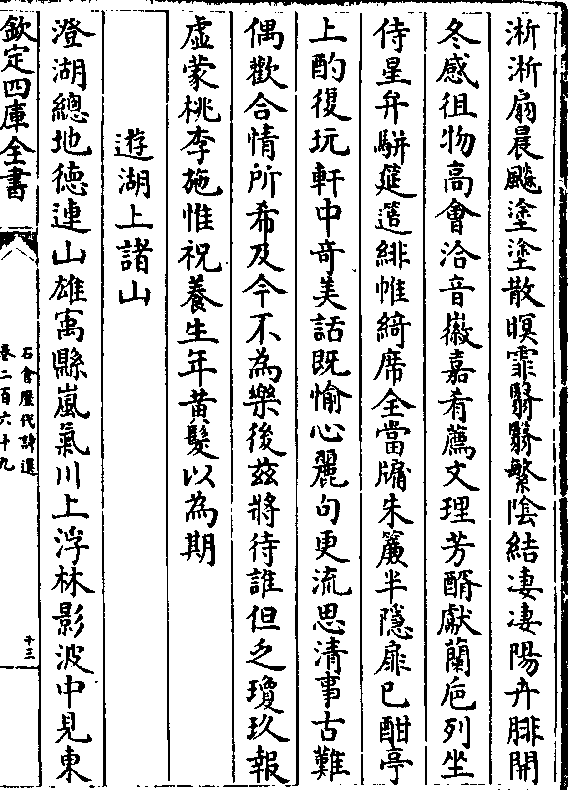 淅淅扇晨飈塗塗散暝霏翳翳繁陰結淒淒陽卉腓開
冬感徂物高會洽音徽嘉肴薦文理芳醑獻蘭巵列坐
侍星弁駢筵邅緋帷綺席全當牖朱簾半隱扉已酣亭
上酌復玩軒中奇美話既愉心麗句更流思清事古難
偶歡合情所希及今不為樂後兹將待誰但乏瓊玖報
虛蒙桃李施惟祝養生年黄髮以為期
遊湖上諸山
澄湖總地德連山雄寓縣嵐氣川上浮林影波中見東
欽定四庫全書
石倉歷代詩選
卷二百六十九
十三